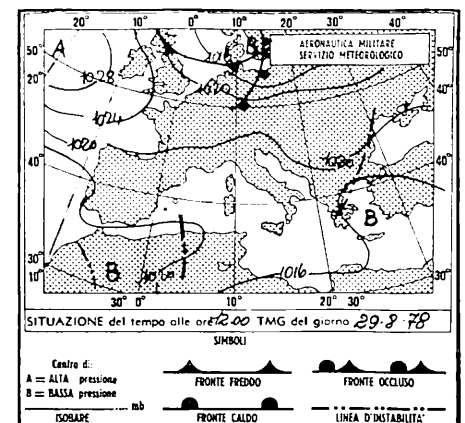 20° 10° 0° 10° 20° 30° 40°
AERONAUTICA MILITARE
SERVIZIO METEOROLOGICO
50° A B 50°
20° 1028 1020 40°
1024
1020 1020
40° 40°
B
30° B 1016 30°
10°
30° 0° 10° 20° 30°
SITUAZIONE del tempo alle ore 12.00 TMG del giorno 29·8·78
SIMBOLI
Centro di:
A = ALTA pressione
B = BASSA pressione
mb
ISOBARE
FRONTE FREDDO
FRONTE CALDO
FRONTE OCCLUSO
LINEA D'INSTABILITA'